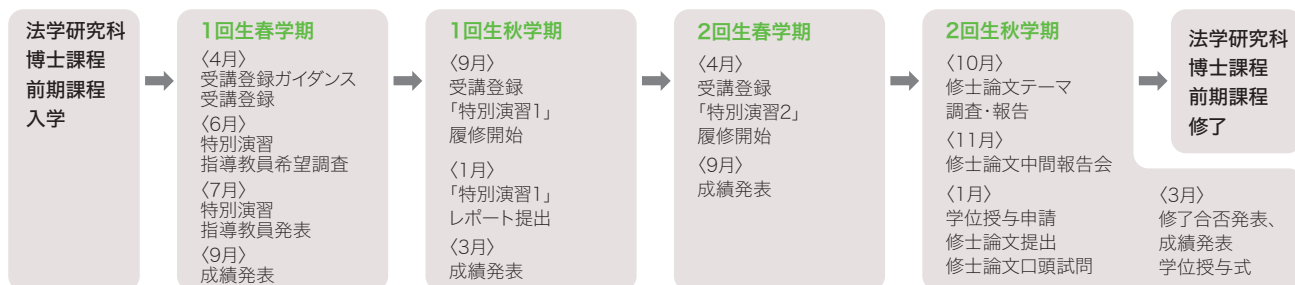 法学研究科
博士課程
前期課程
入学
1回生春学期
〈4月〉
受講登録ガイダンス
受講登録
〈6月〉
特別演習
指導教員希望調査
〈7月〉
特別演習
指導教員発表
〈9月〉
成績発表
1回生秋学期
〈9月〉
受講登録
「特別演習1」
履修開始
〈1月〉
「特別演習1」
レポート提出
〈3月〉
成績発表
2回生春学期
〈4月〉
受講登録
「特別演習2」
履修開始
〈9月〉
成績発表
2回生秋学期
〈10月〉
修士論文テーマ
調査・報告
〈11月〉
修士論文中間報告会
〈1月〉
学位授与申請
修士論文提出
修士論文口頭試問
〈3月〉
修了合否発表、
成績発表
学位授与式
法学研究科
博士課程
前期課程
修了